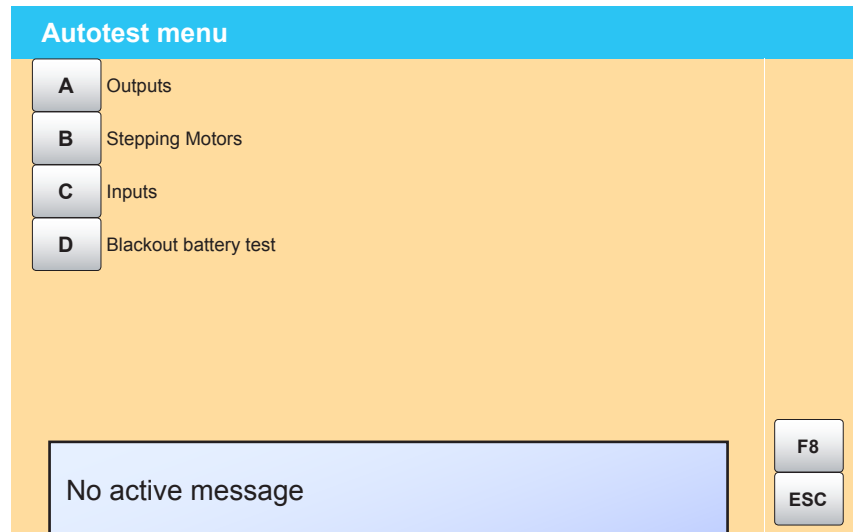 Autotest menu
A Outputs
B Stepping Motors
C Inputs
D Blackout battery test
F8
No active message
ESC